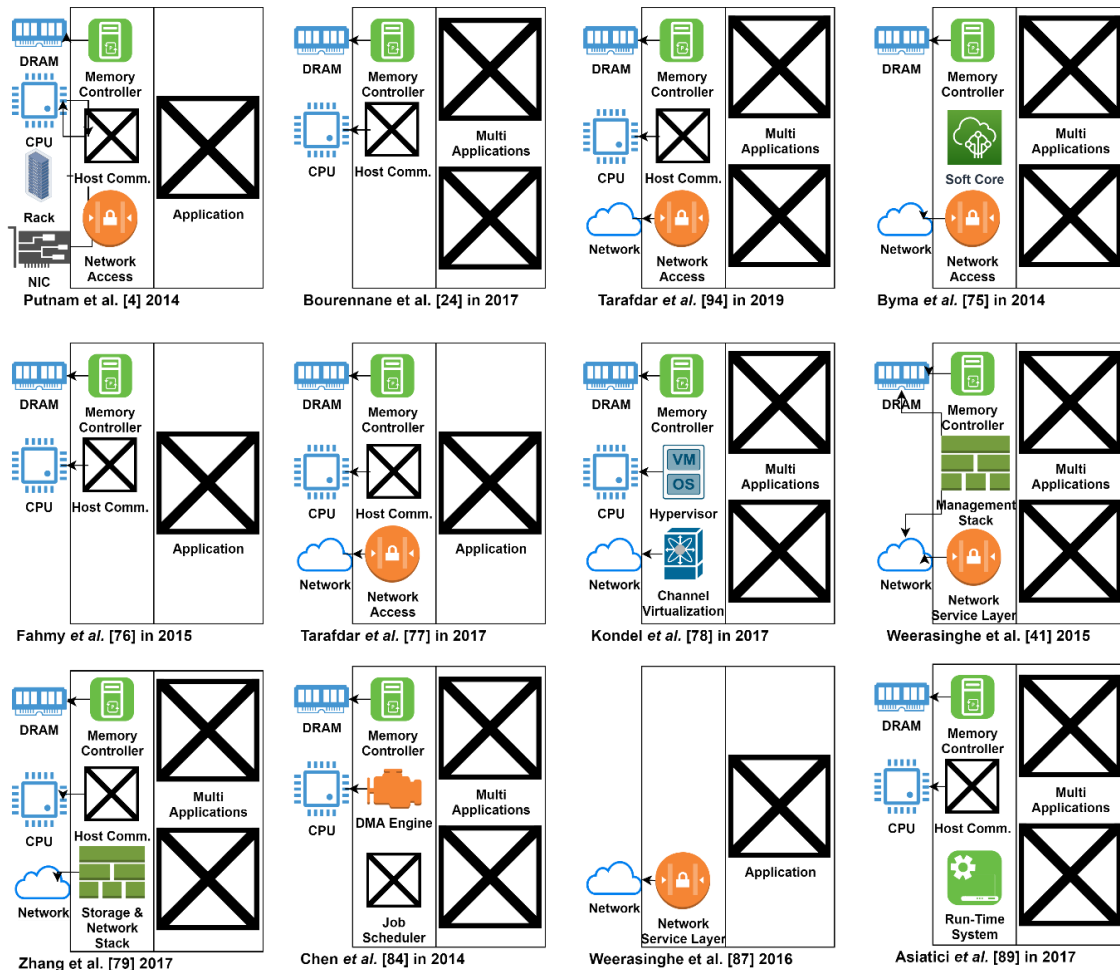 DRAM
Memory
Controller
CPU
Host Comm.
Rack
Application
NIC
Network
Access
Putnam et al. [4] 2014
DRAM
Memory
Controller
Multi
Applications
CPU
Host Comm.
Bourennane et al. [24] in 2017
DRAM
Memory
Controller
Multi
Applications
CPU
Host Comm.
Network
Network
Access
Tarafdar et al. [94] in 2019
DRAM
Memory
Controller
Multi
Applications
Soft Core
Network
Network
Access
Byma et al. [75] in 2014
DRAM
Memory
Controller
CPU
Host Comm.
Application
Fahmy et al. [76] in 2015
DRAM
Memory
Controller
CPU
Host Comm.
Application
Network
Network
Access
Tarafdar et al. [77] in 2017
DRAM
Memory
Controller
VM
OS
Multi
Applications
CPU
Hypervisor
Network
Channel
Virtualization
Kondel et al. [78] in 2017
DRAM
Memory
Controller
Multi
Applications
Management
Stack
Network
Network
Service Layer
Weerasinghe et al. [41] 2015
DRAM
Memory
Controller
Multi
Applications
CPU
Host Comm.
Network
Storage &
Network
Stack
Zhang et al. [79] 2017
DRAM
Memory
Controller
Multi
Applications
CPU
DMA Engine
Job
Scheduler
Chen et al. [84] in 2014
Application
Network
Network
Service Layer
Weerasinghe et al. [87] 2016
DRAM
Memory
Controller
Multi
Applications
CPU
Host Comm.
Run-Time
System
Asiatici et al. [89] in 2017